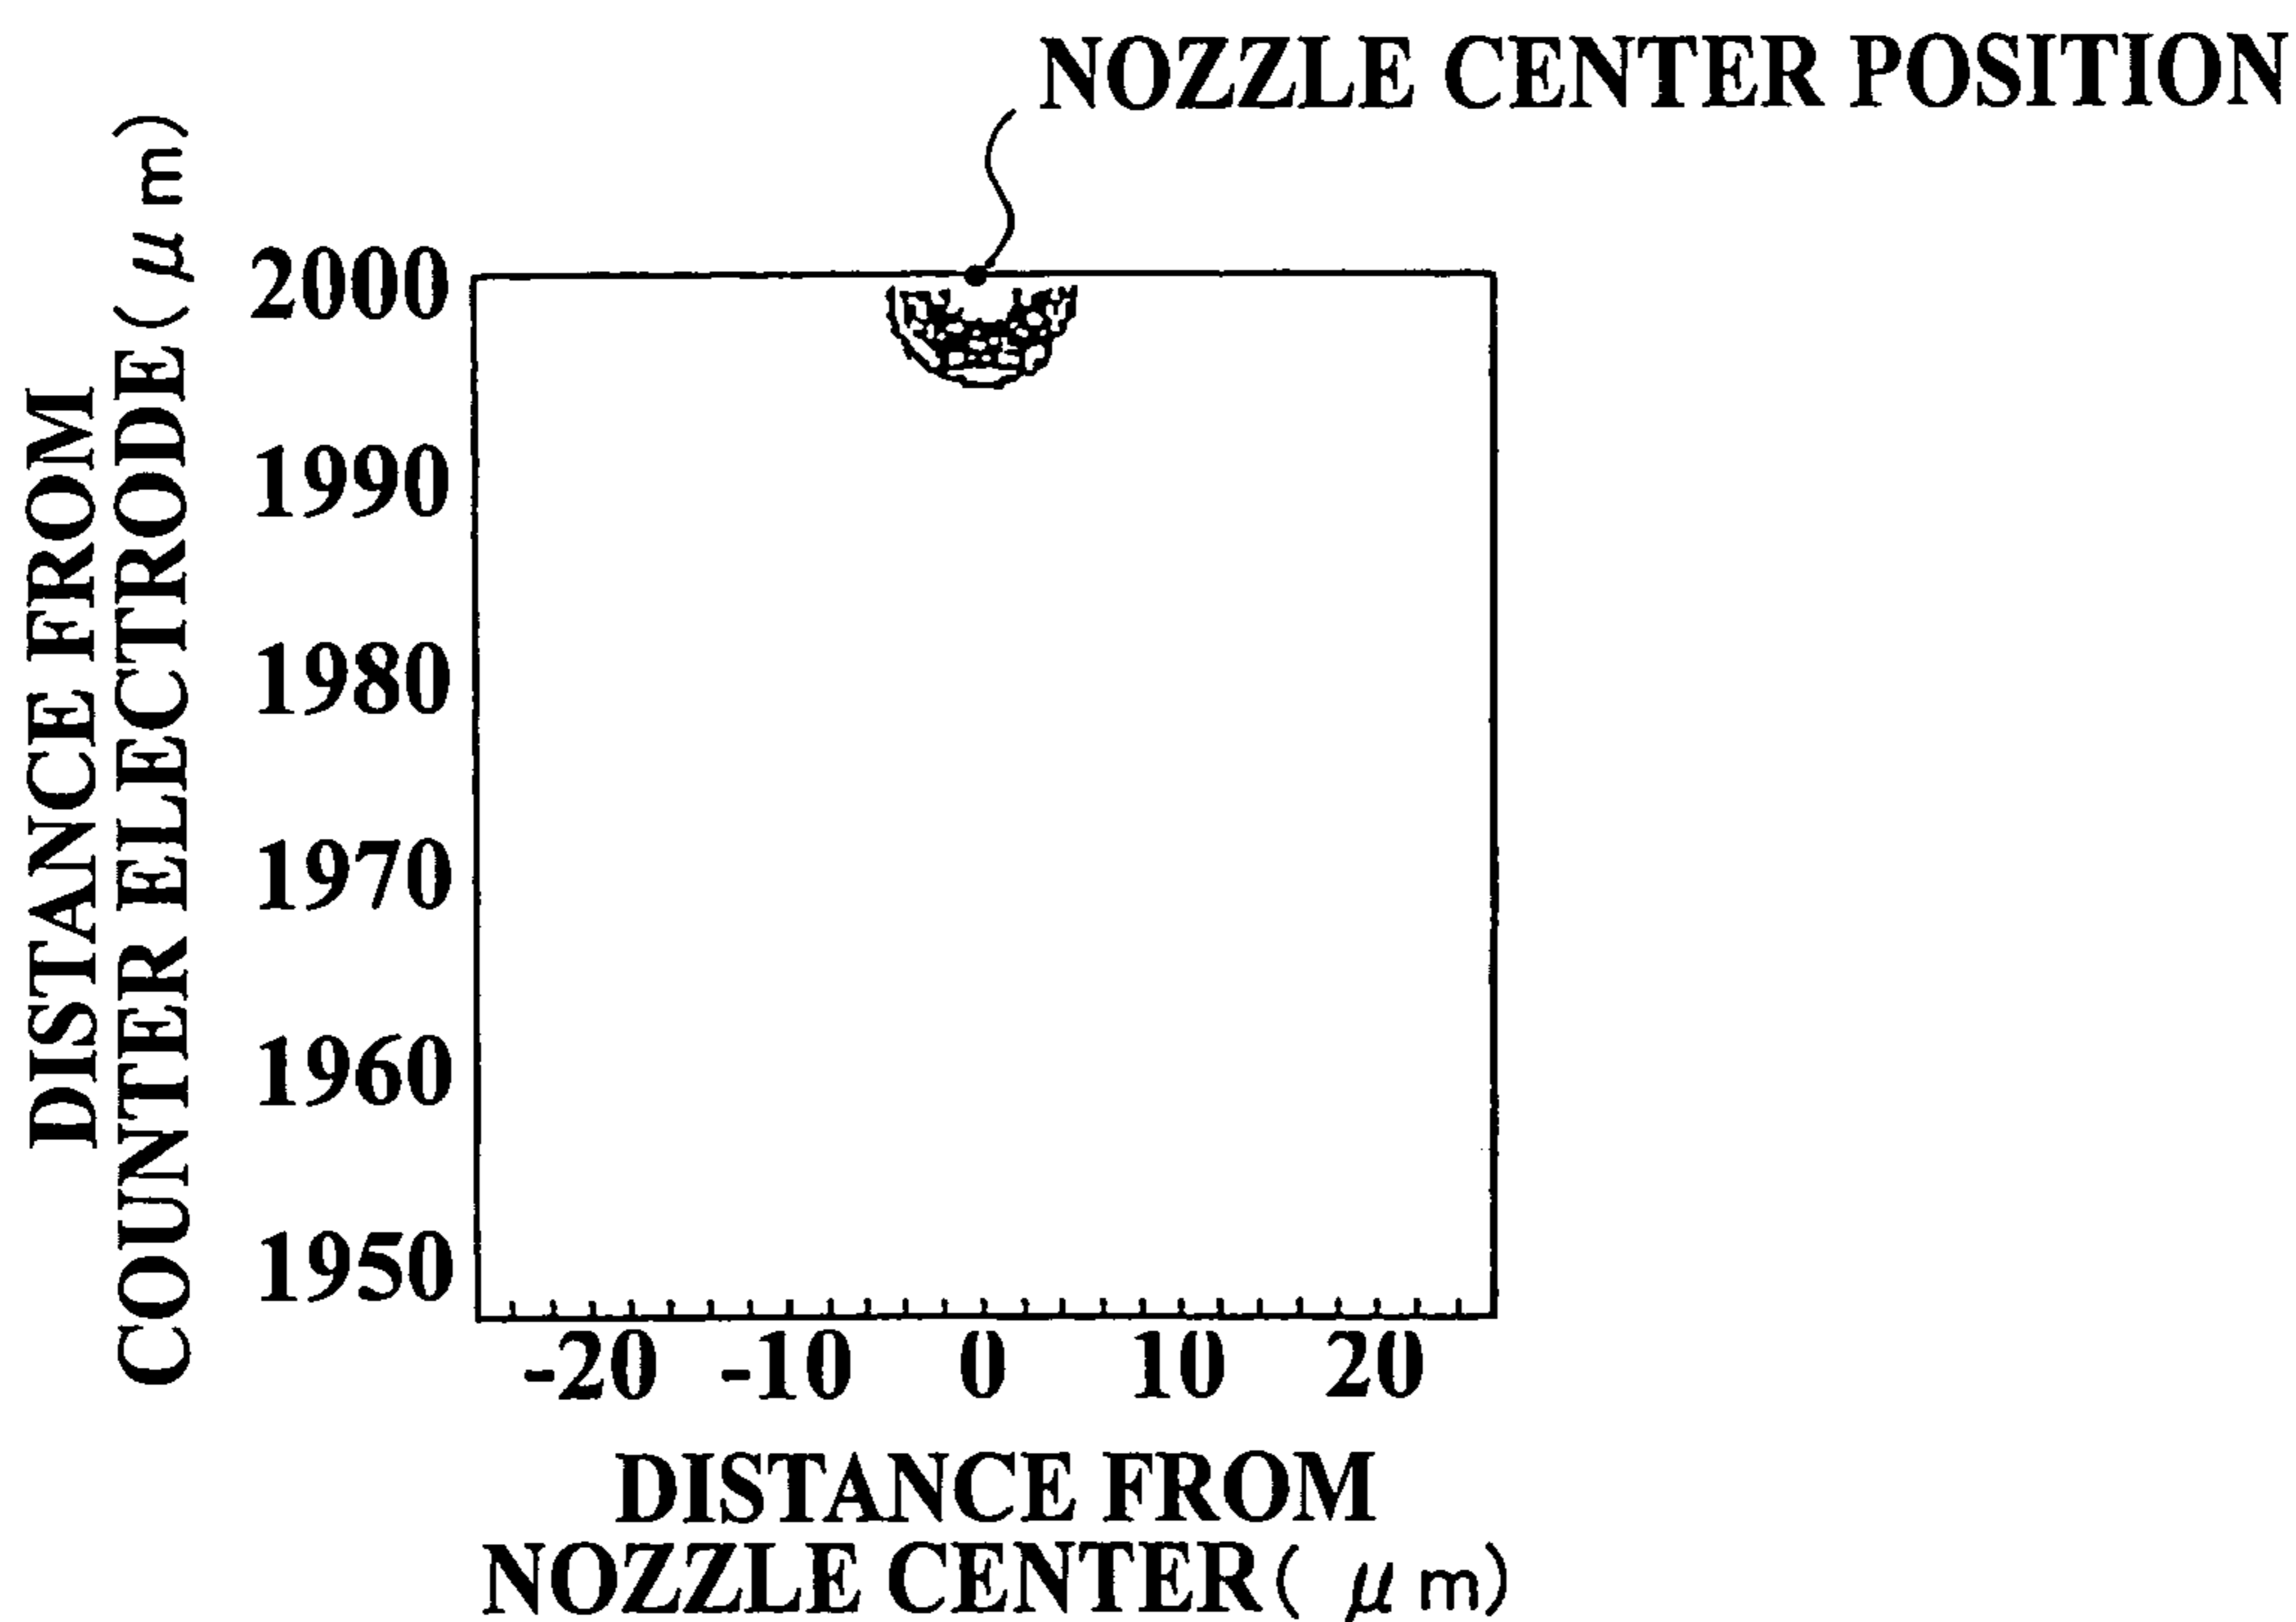 NOZZLE CENTER POSITION
DISTANCE FROM
COUNTER ELECTRODE(μm)
2000
1990
1980
1970
1960
1950
-20 -10 0 10 20
DISTANCE FROM
NOZZLE CENTER( μm)